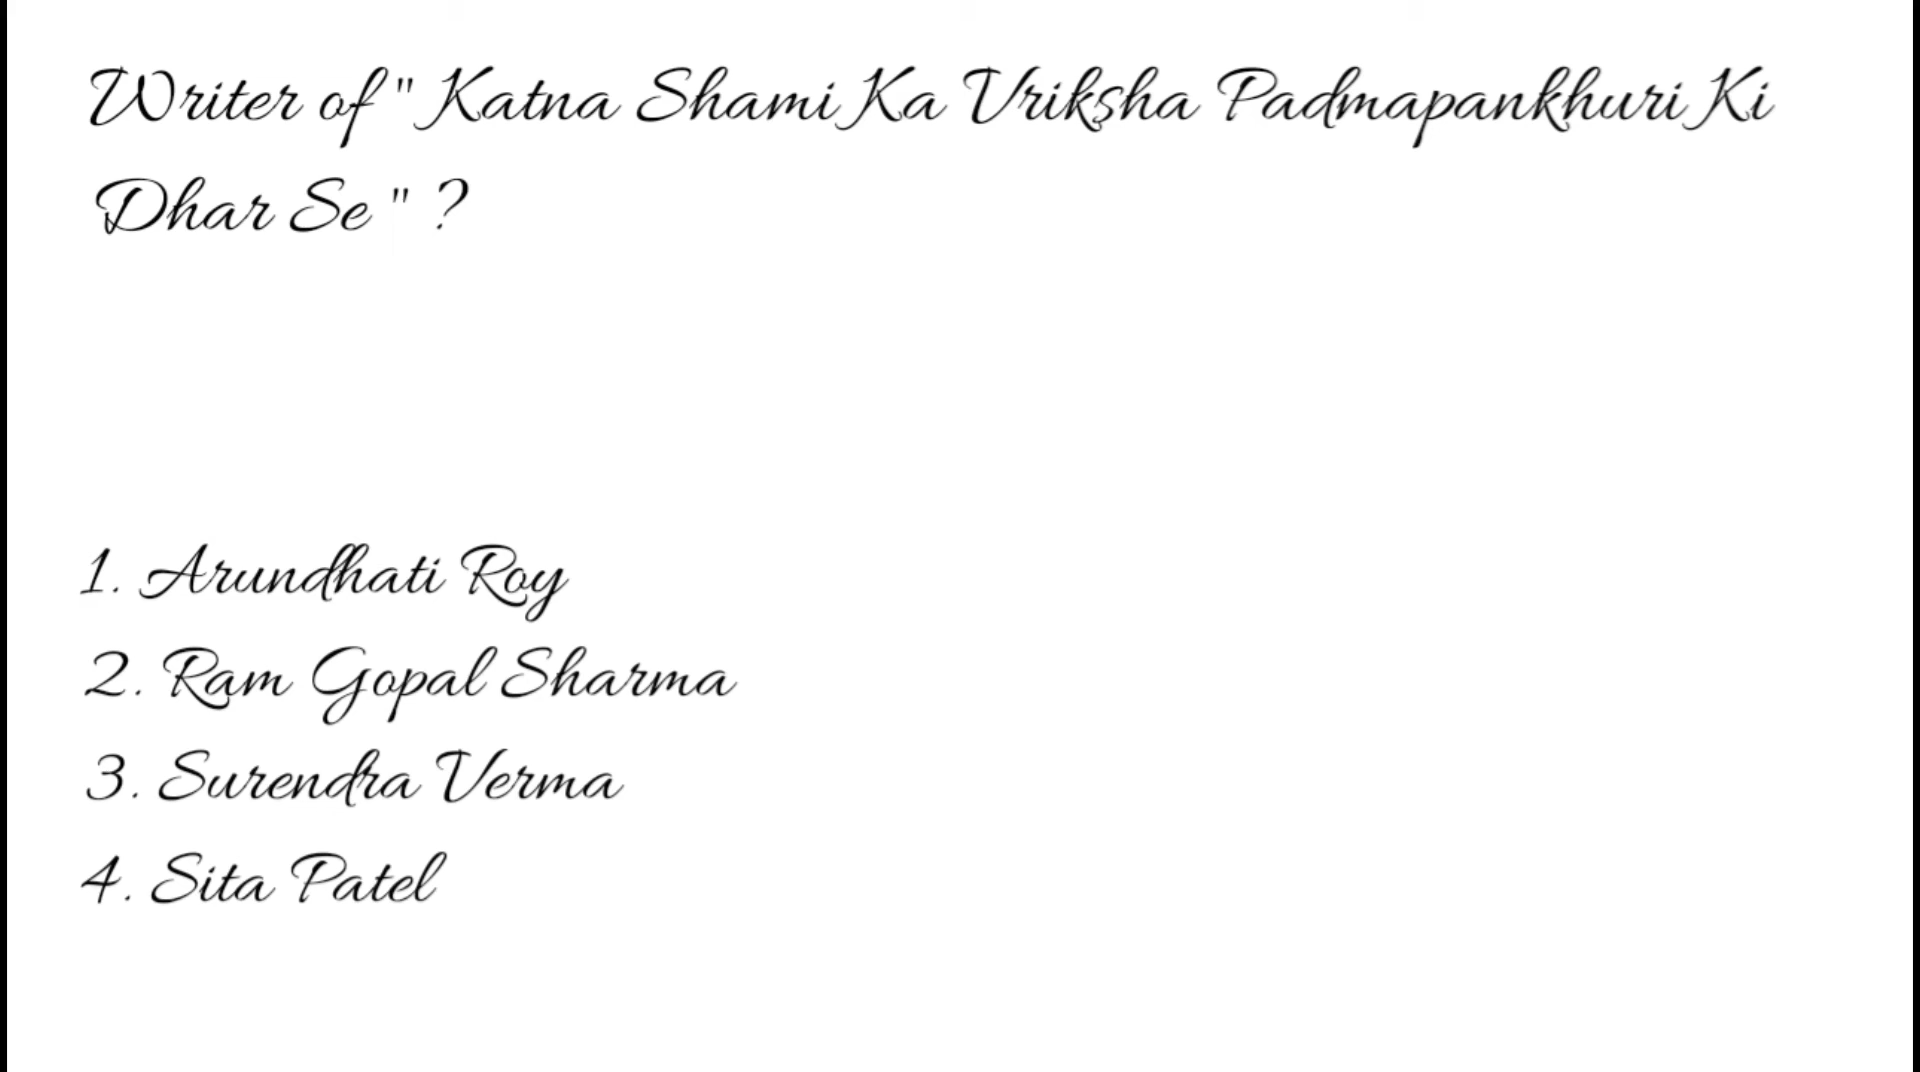 Writer of " Katna Shami Ka Vriksha Padmapankhuri Ki
Dhar Se " ?
1. Arundhati Roy
2. Ram Gopal Sharma
3. Surendra Verma
4. Sita Patel